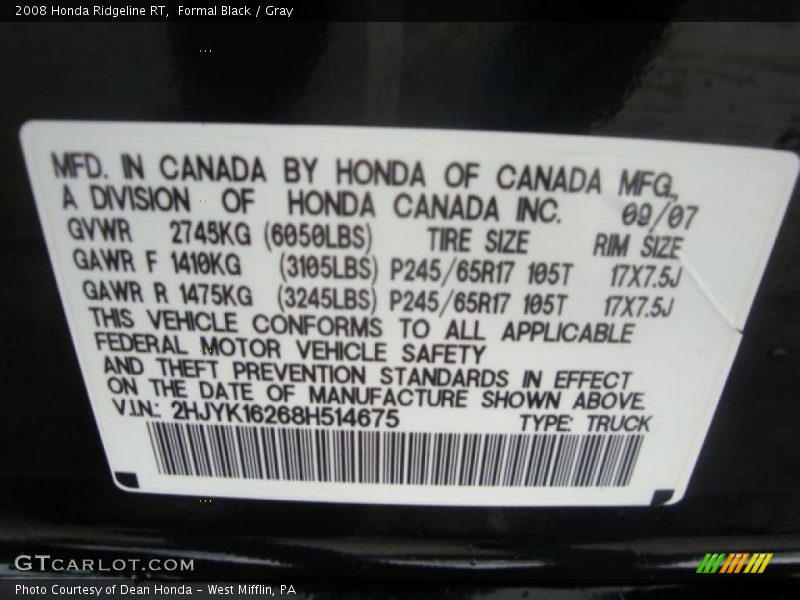 2008 Honda Ridgeline RT,  Formal Black / Gray
MFD. IN CANADA BY HONDA OF CANADA MFG.,
A DIVISION OF HONDA CANADA INC. 09/07
GVWR 2745KG (6050LBS) TIRE SIZE RIM SIZE
GAWR F 1410KG (3105LBS) P245/65R17 105T 17X7.5J
GAWR R 1475KG (3245LBS) P245/65R17 105T 17X7.5J
THIS VEHICLE CONFORMS TO ALL APPLICABLE
FEDERAL MOTOR VEHICLE SAFETY
AND THEFT PREVENTION STANDARDS IN EFFECT
ON THE DATE OF MANUFACTURE SHOWN ABOVE.
V.I.N.: 2HJYK16268H514675 TYPE: TRUCK
GTCARLOT.COM
Photo Courtesy of Dean Honda - West Mifflin, PA